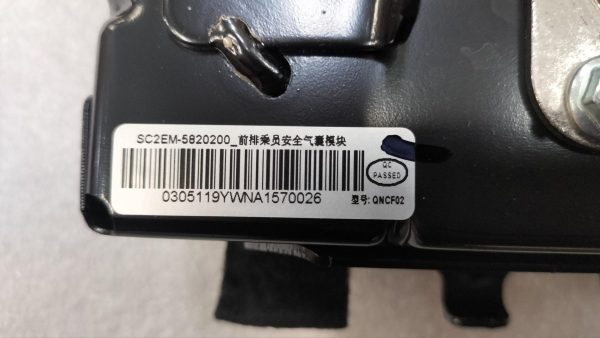 SC2EM-5820200_前排乘员安全气囊模块
QC
PASSED
0305119YWNA1570026
型号: QNCF02